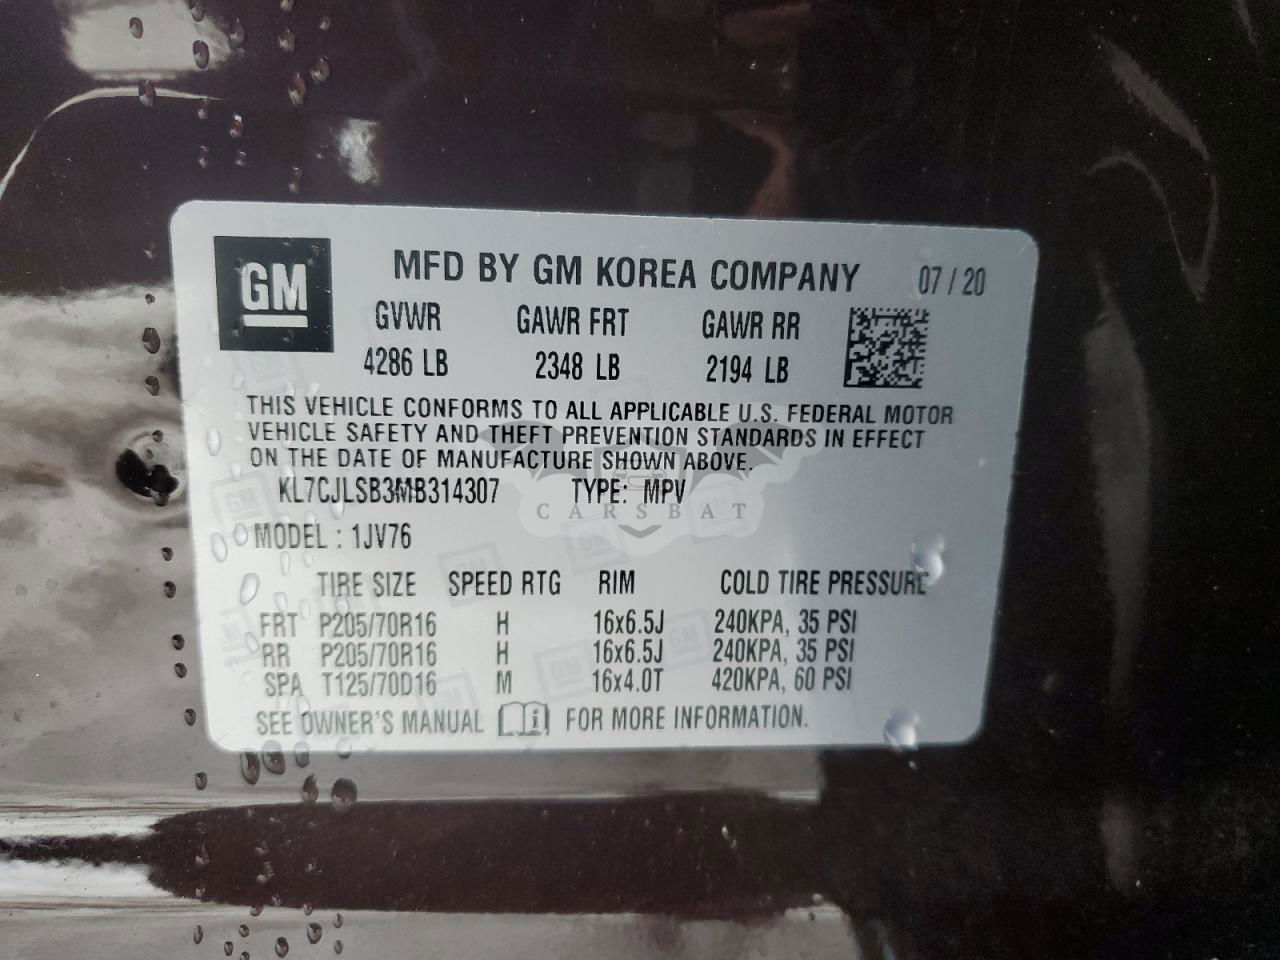 GM MFD BY GM KOREA COMPANY 07 / 20
GVWR GAWR FRT GAWR RR
4286 LB 2348 LB 2194 LB
THIS VEHICLE CONFORMS TO ALL APPLICABLE U.S. FEDERAL MOTOR
VEHICLE SAFETY AND THEFT PREVENTION STANDARDS IN EFFECT
ON THE DATE OF MANUFACTURE SHOWN ABOVE.
KL7CJLSB3MB314307 TYPE: MPV
CARSBAT
MODEL : 1JV76
TIRE SIZE SPEED RTG RIM COLD TIRE PRESSURE
FRT P205/70R16 H 16x6.5J 240KPA, 35 PSI
RR P205/70R16 H 16x6.5J 240KPA, 35 PSI
SPA T125/70D16 M 16x4.0T 420KPA, 60 PSI
SEE OWNER'S MANUAL i FOR MORE INFORMATION.